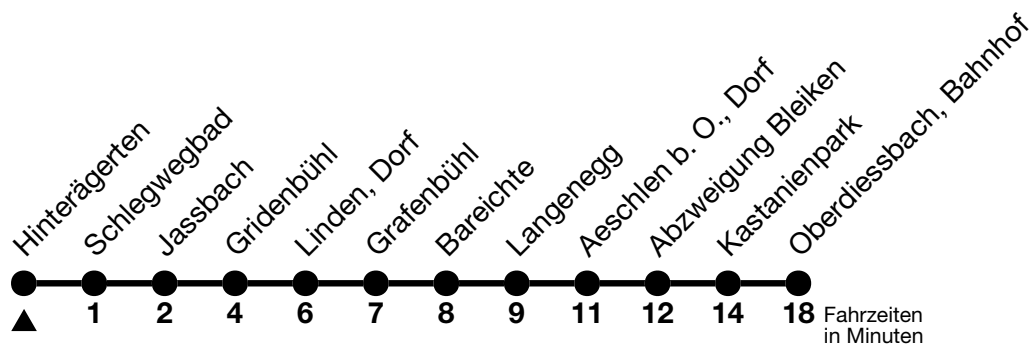 Hinterägerten
Schlegwegbad
Jassbach
Gridenbühl
Linden, Dorf
Grafenbühl
Bareichte
Langenegg
Aeschlen b. O., Dorf
Abzweigung Bleiken
Kastanienpark
Oberdiessbach, Bahnhof
1 2 4 6 7 8 9 11 12 14 18 Fahrzeiten
in Minuten